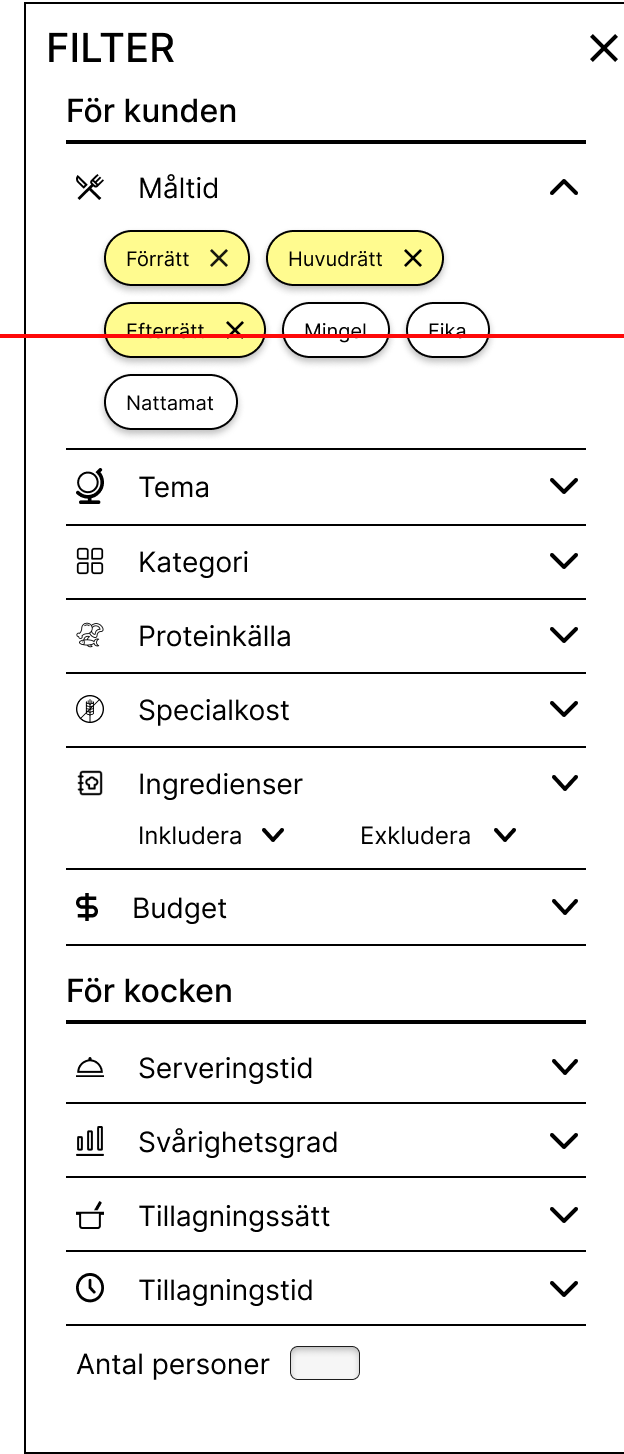 FILTER
För kunden
Måltid
Förrätt Huvudrätt
Efterrätt Mingel Fika
Nattamat
Tema
Kategori
Proteinkälla
Specialkost
Ingredienser
Inkludera Exkludera
Budget
För kocken
Serveringstid
Svårighetsgrad
Tillagningssätt
Tillagningstid
Antal personer